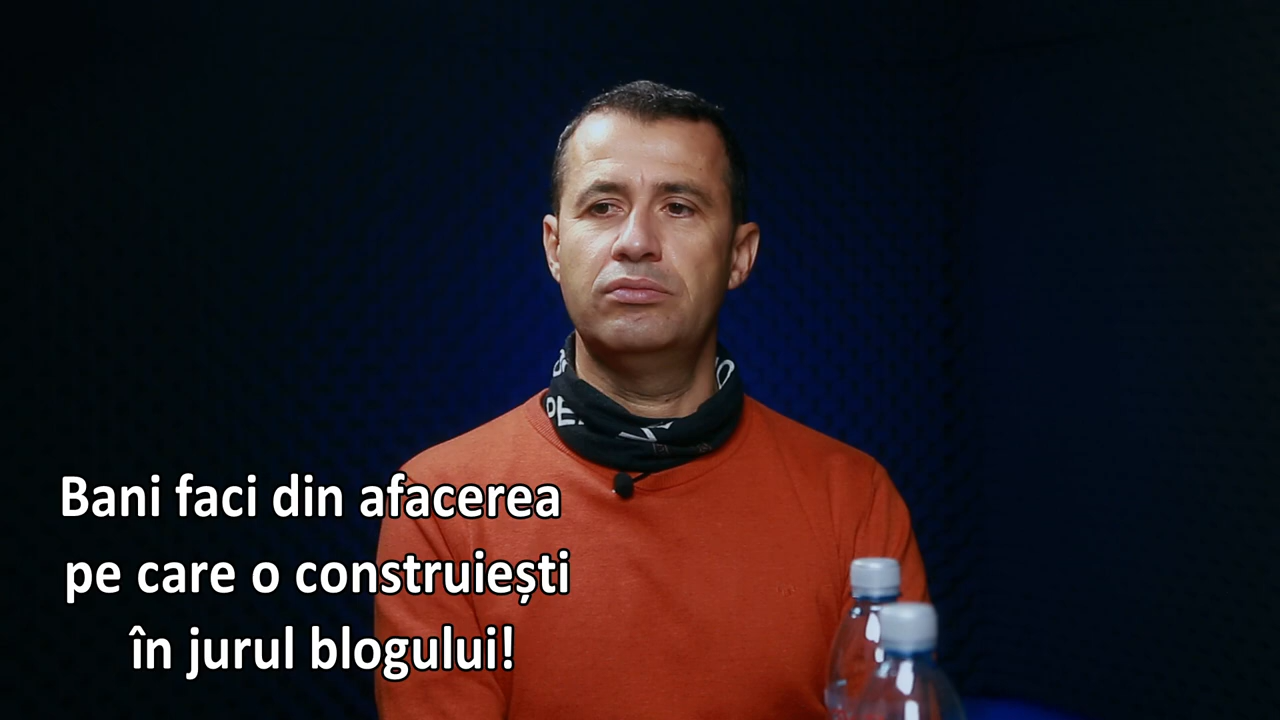 Bani faci din afacerea
pe care o construiești
în jurul blogului!